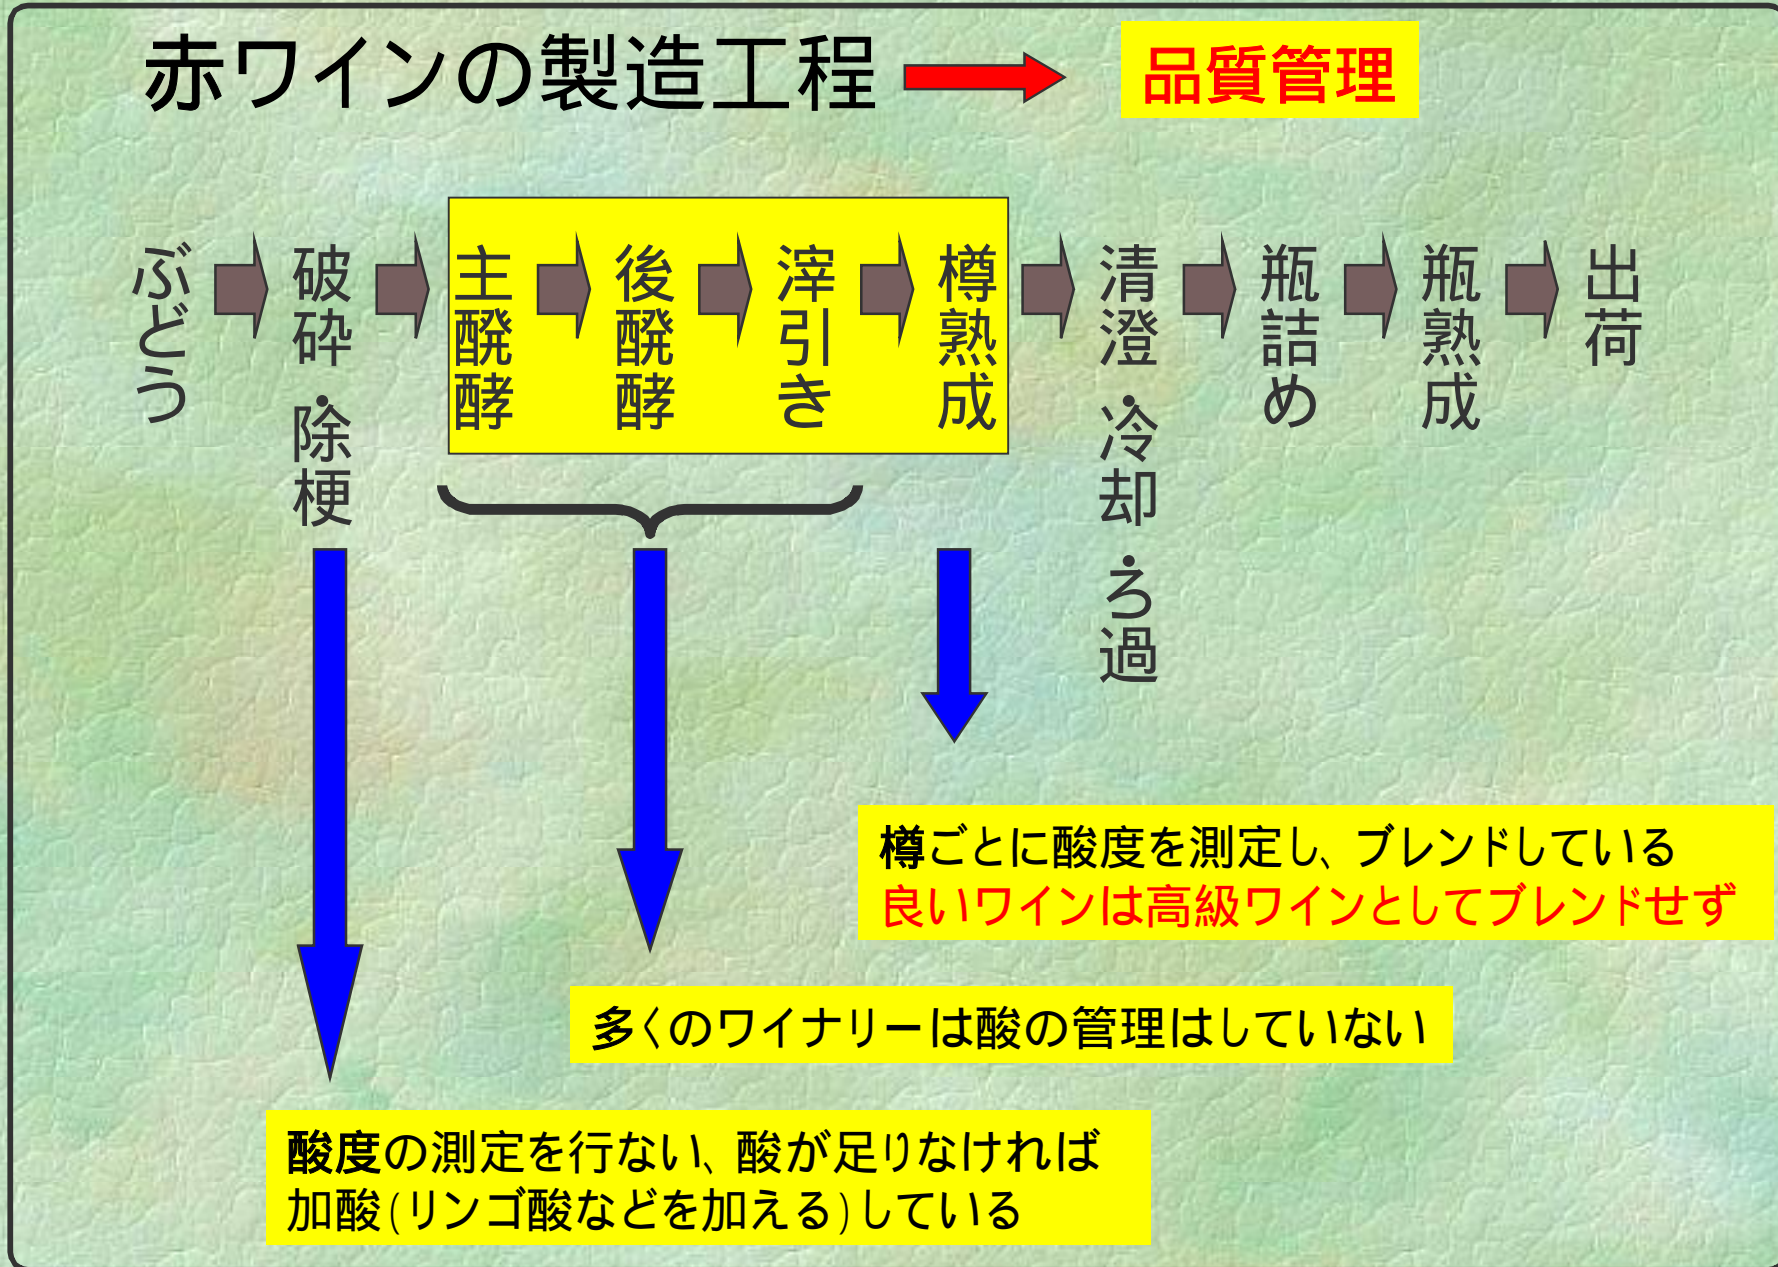 赤ワインの製造工程
品質管理
ぶどう
破砕・除梗
主醗酵
後醗酵
滓引き
樽熟成
清澄・冷却・ろ過
瓶詰め
瓶熟成
出荷
樽ごとに酸度を測定し、ブレンドしている
良いワインは高級ワインとしてブレンドせず
多くのワイナリーは酸の管理はしていない
酸度の測定を行ない、酸が足りなければ
加酸(リンゴ酸などを加える)している